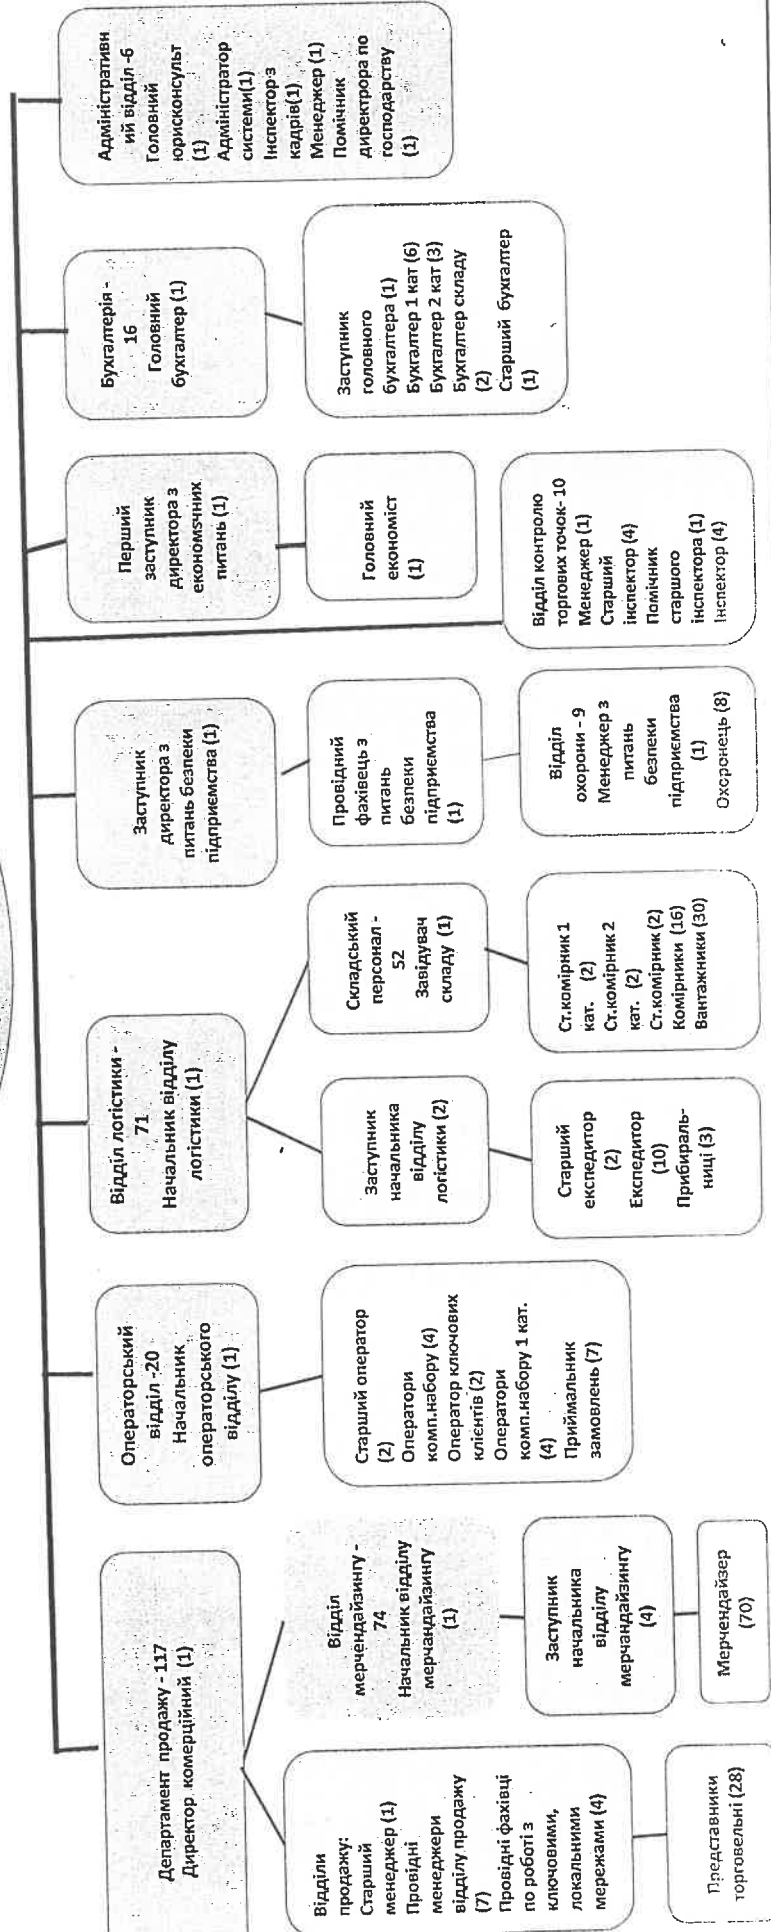 Департамент продажу - 117
Директор комерційний (1)
Відділи
продажу:
Старший
менеджер (1)
Провідні
менеджери
відділу продажу
(7)
Провідні фахівці
по роботі з
ключовими,
локальними
мережами (4)
Представники
торговельні (28)
Відділ
мерчендайзингу -
74
Начальник відділу
мерчандайзингу
(1)
Заступник
начальника
відділу
мерчандайзингу
(4)
Мерчендайзер
(70)
Операторський
відділ -20
Начальник
операторського
відділу (1)
Старший оператор
(2)
Оператори
комп.набору (4)
Оператор ключових
клієнтів (2)
Оператори
комп.набору 1 кат.
(4)
Приймальник
замовлень (7)
Відділ логістики -
71
Начальник відділу
логістики (1)
Заступник
начальника
відділу
логістики (2)
Старший
експедитор
(2)
Експедитор
(10)
Прибираль-
ниці (3)
Складський
персонал -
52
Завідувач
складу (1)
Ст.комірник 1
кат. (2)
Ст.комірник 2
кат. (2)
Ст.комірник (2)
Комірники (16)
Вантажники (30)
Заступник
директора з
питань безпеки
підприємства (1)
Провідний
фахівець з
питань
безпеки
підприємства
(1)
Відділ
охорони - 9
Менеджер з
питань
безпеки
підприємства
(1)
Охоронець (8)
Перший
заступник
директора з
економзчних
питань (1)
Головний
економіст
(1)
Відділ контролю
торгових точок- 10
Менеджер (1)
Старший
інспектор (4)
Помічник
старшого
інспектора (1)
Інспектор (4)
Бухгалтерія -
16
Головний
бухгалтер (1)
Заступник
головного
бухгалтера (1)
Бухгалтер 1 кат (6)
Бухгалтер 2 кат (3)
Бухгалтер складу
(2)
Старший бухгалтер
(1)
Адміністративн
ий відділ -6
Головний
юрисконсульт
(1)
Адміністратор
системи(1)
Інспектор з
кадрів(1)
Менеджер (1)
Помічник
директрора по
господарству
(1)